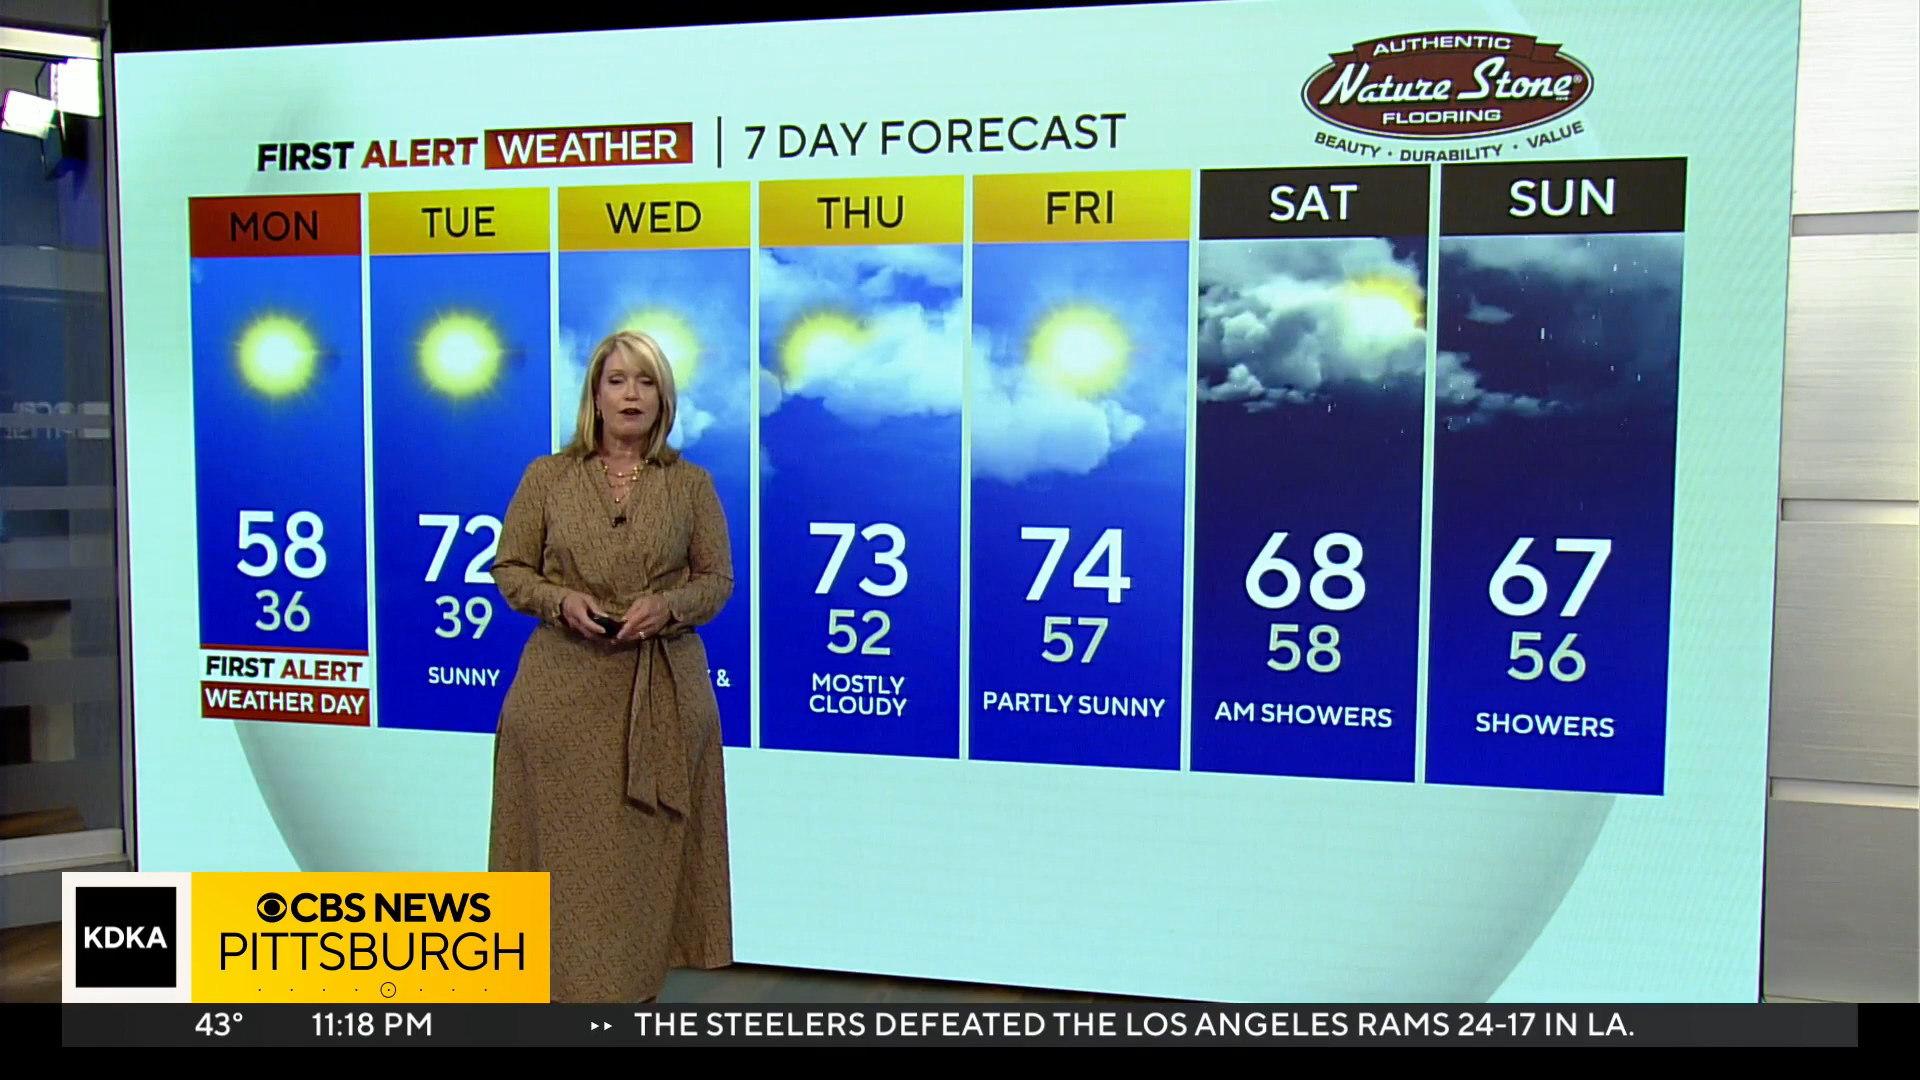 AUTHENTIC
Nature Stone®
FLOORING
BEAUTY · DURABILITY · VALUE
FIRST ALERT WEATHER | 7 DAY FORECAST
MON
TUE
WED
THU
FRI
SAT
SUN
58
36
FIRST ALERT
WEATHER DAY
72
39
SUNNY
&
73
52
MOSTLY
CLOUDY
74
57
PARTLY SUNNY
68
58
AM SHOWERS
67
56
SHOWERS
KDKA
CBS NEWS
PITTSBURGH
43° 11:18 PM THE STEELERS DEFEATED THE LOS ANGELES RAMS 24-17 IN LA.